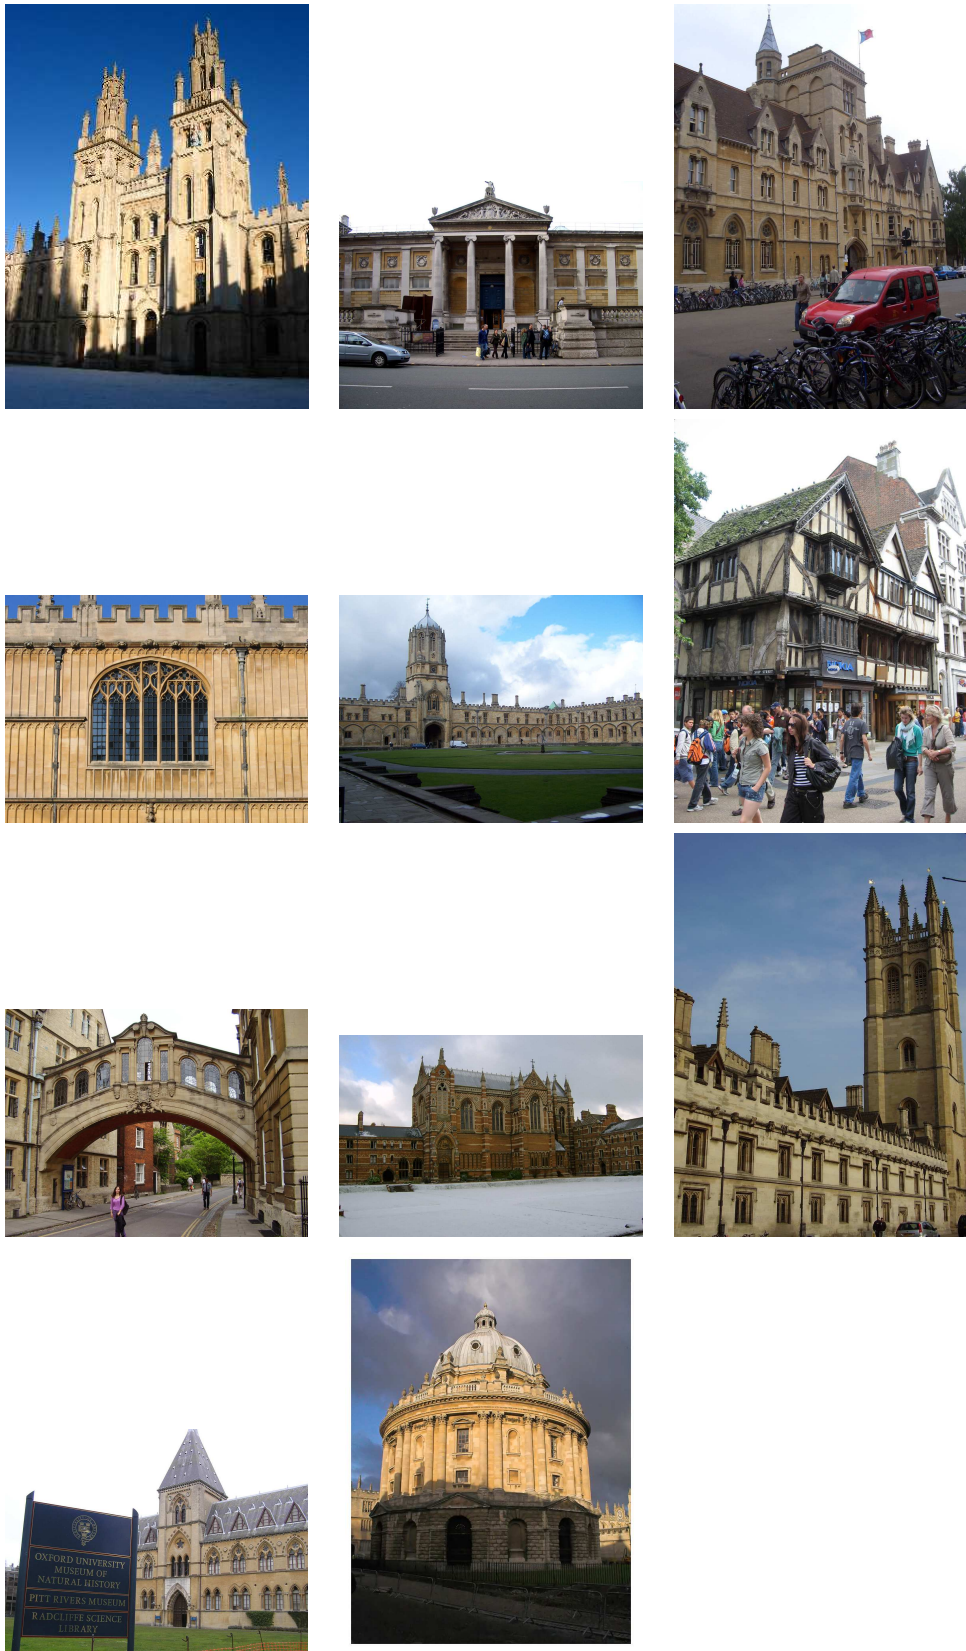 OXFORD UNIVERSITY
MUSEUM OF
NATURAL HISTORY
PITT RIVERS MUSEUM
RADCLIFFE SCIENCE
LIBRARY